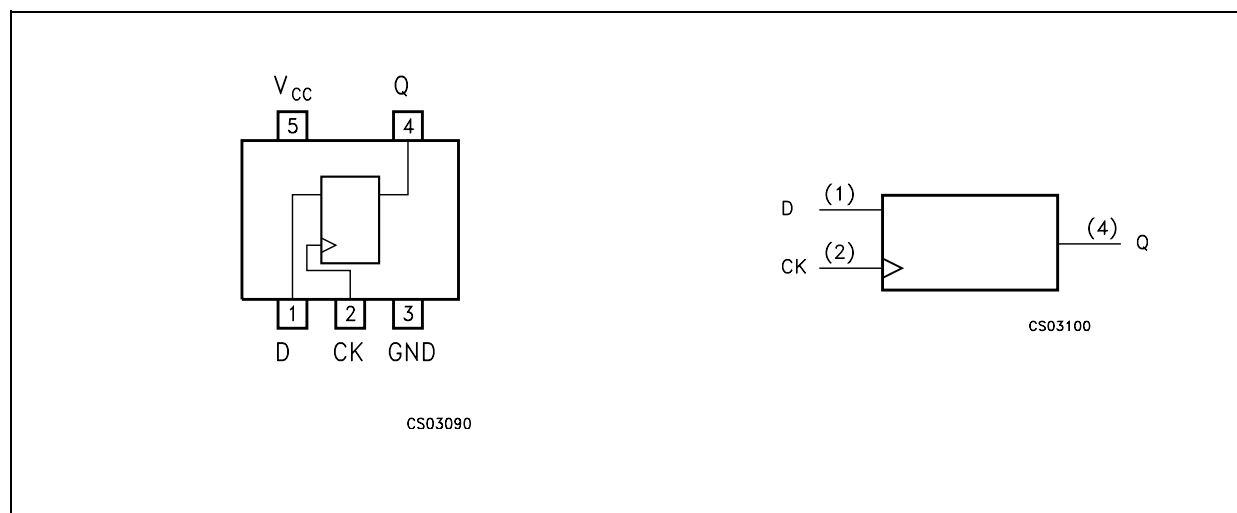 V CC Q
5 4
1 2 3
D CK GND
CS03090
D (1)
CK (2)
(4) Q
CS03100